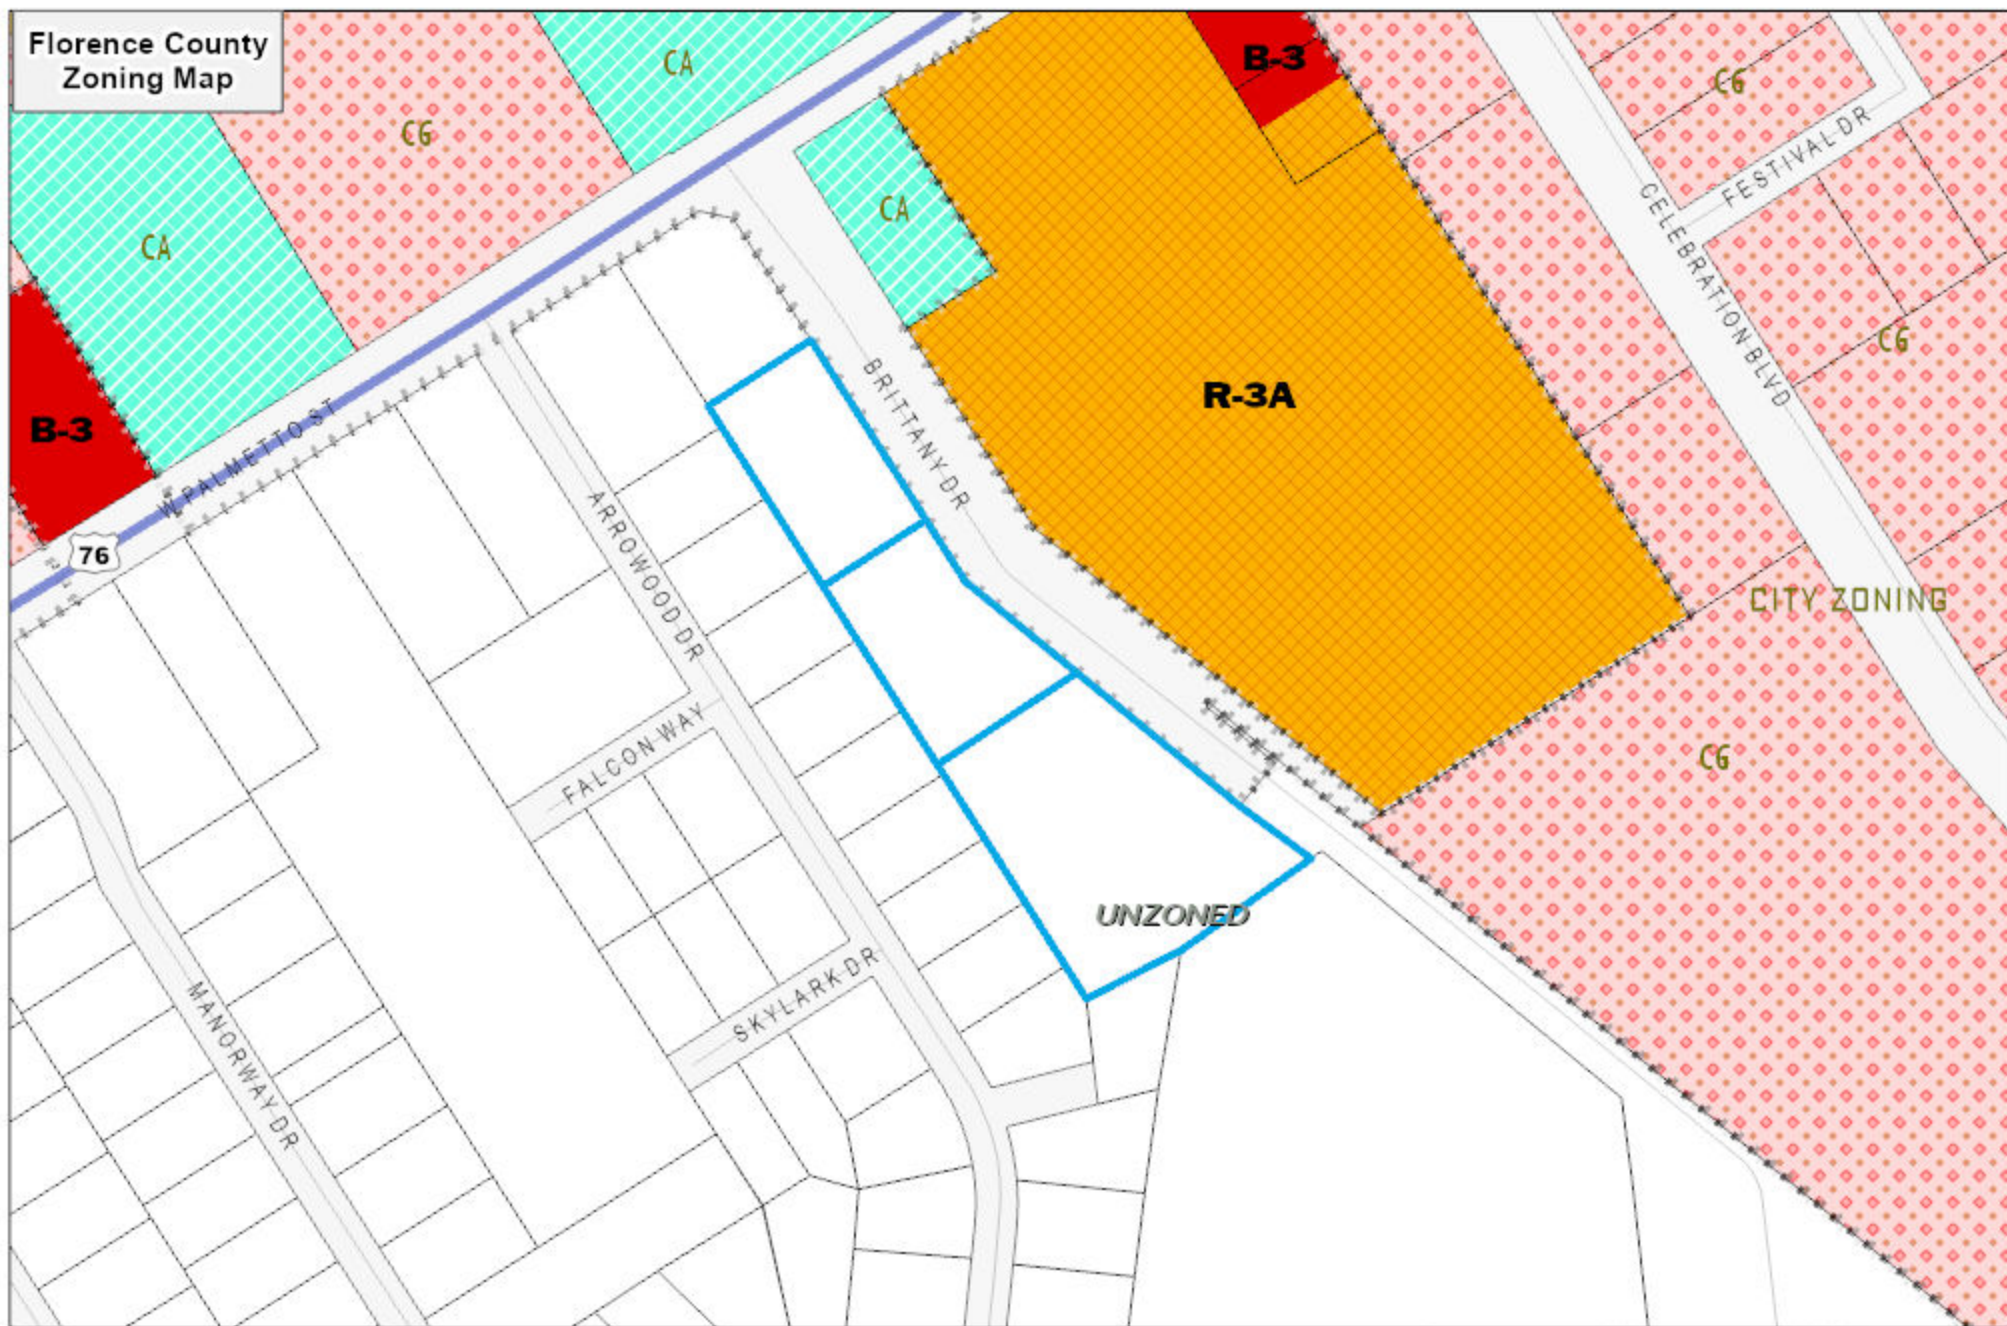 Florence County
Zoning Map
CA
B-3
CG
CG
CA
CG
FESTIVAL DR
CA
CELEBRATION BLVD
CG
BRITTANY DR
R-3A
B-3
W PALMETTO ST
76
ARROWOOD DR
CITY ZONING
FALCON WAY
CG
UNZONED
SKYLARK DR
MANORWAY DR